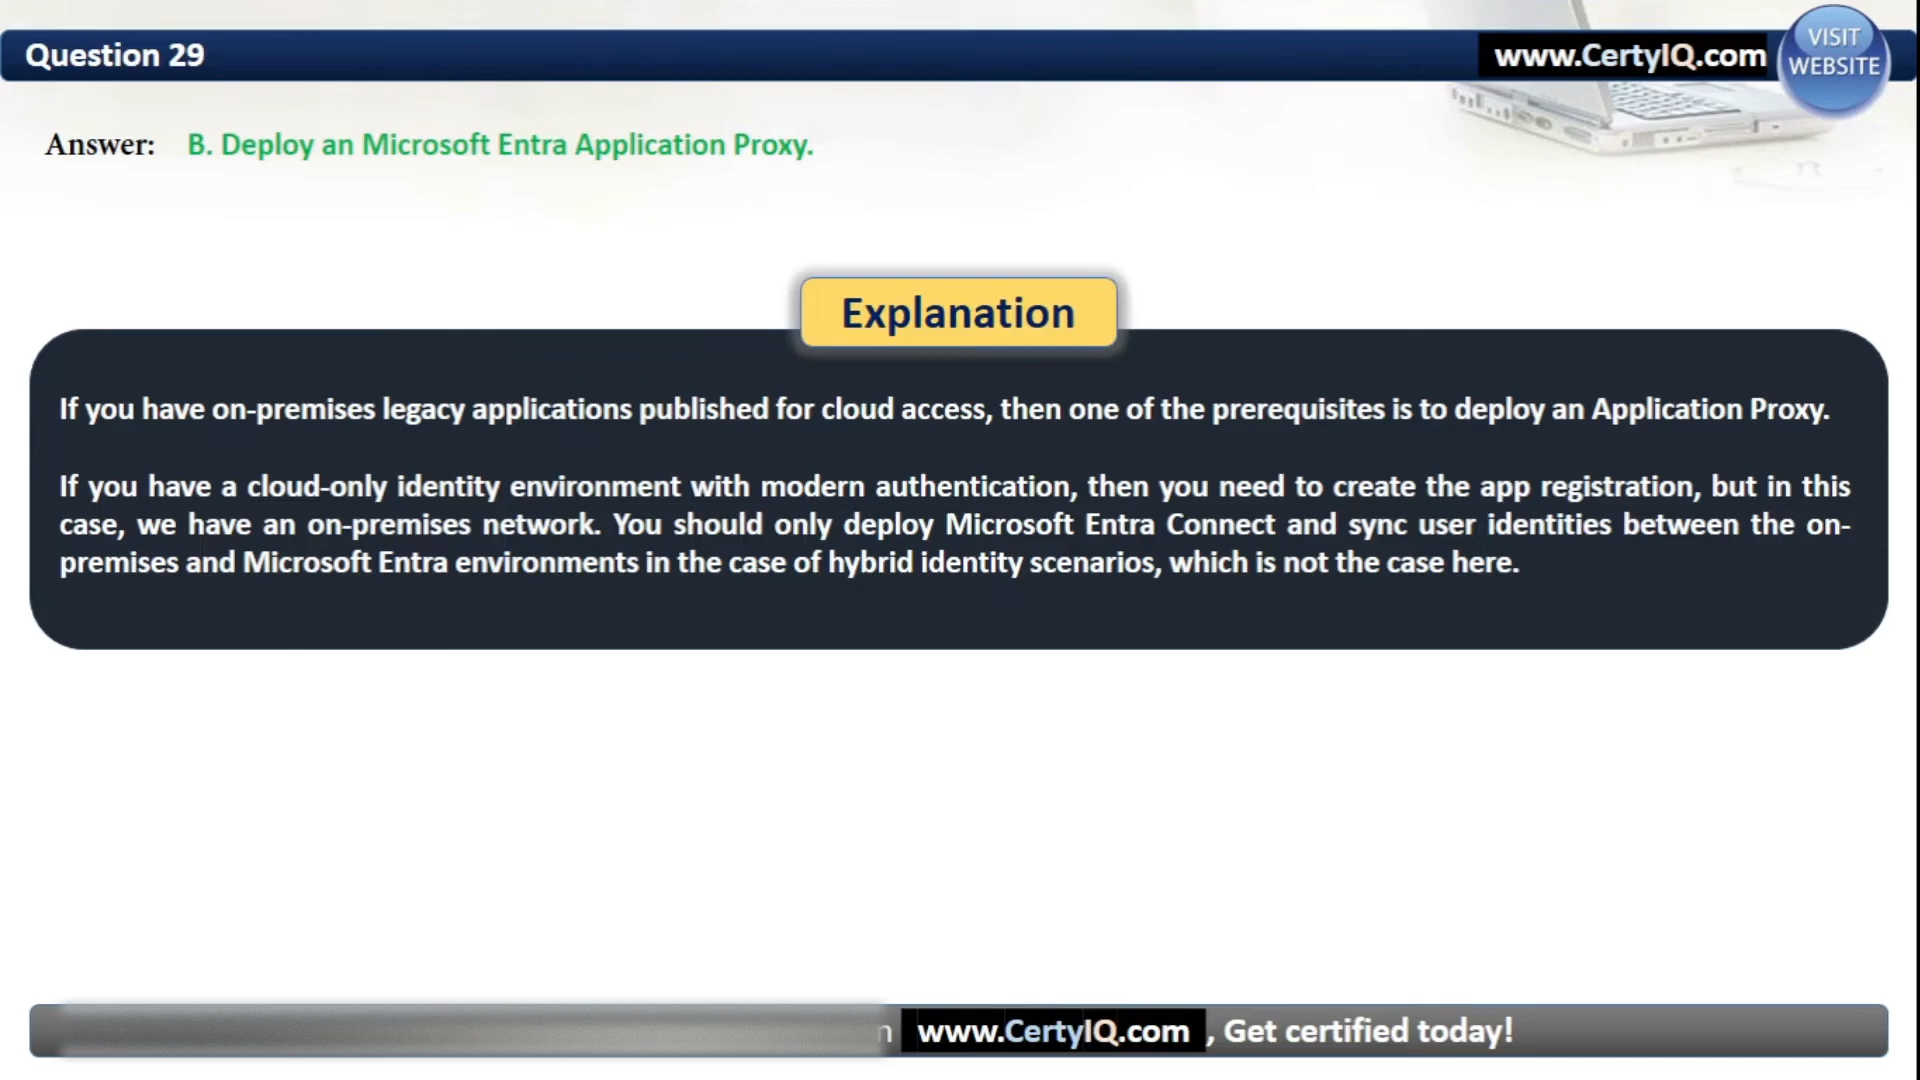 Question 29
www.CertyIQ.com
VISIT
WEBSITE
Answer: B. Deploy an Microsoft Entra Application Proxy.
Explanation
If you have on-premises legacy applications published for cloud access, then one of the prerequisites is to deploy an Application Proxy.
If you have a cloud-only identity environment with modern authentication, then you need to create the app registration, but in this
case, we have an on-premises network. You should only deploy Microsoft Entra Connect and sync user identities between the on-
premises and Microsoft Entra environments in the case of hybrid identity scenarios, which is not the case here.
www.CertyIQ.com , Get certified today!